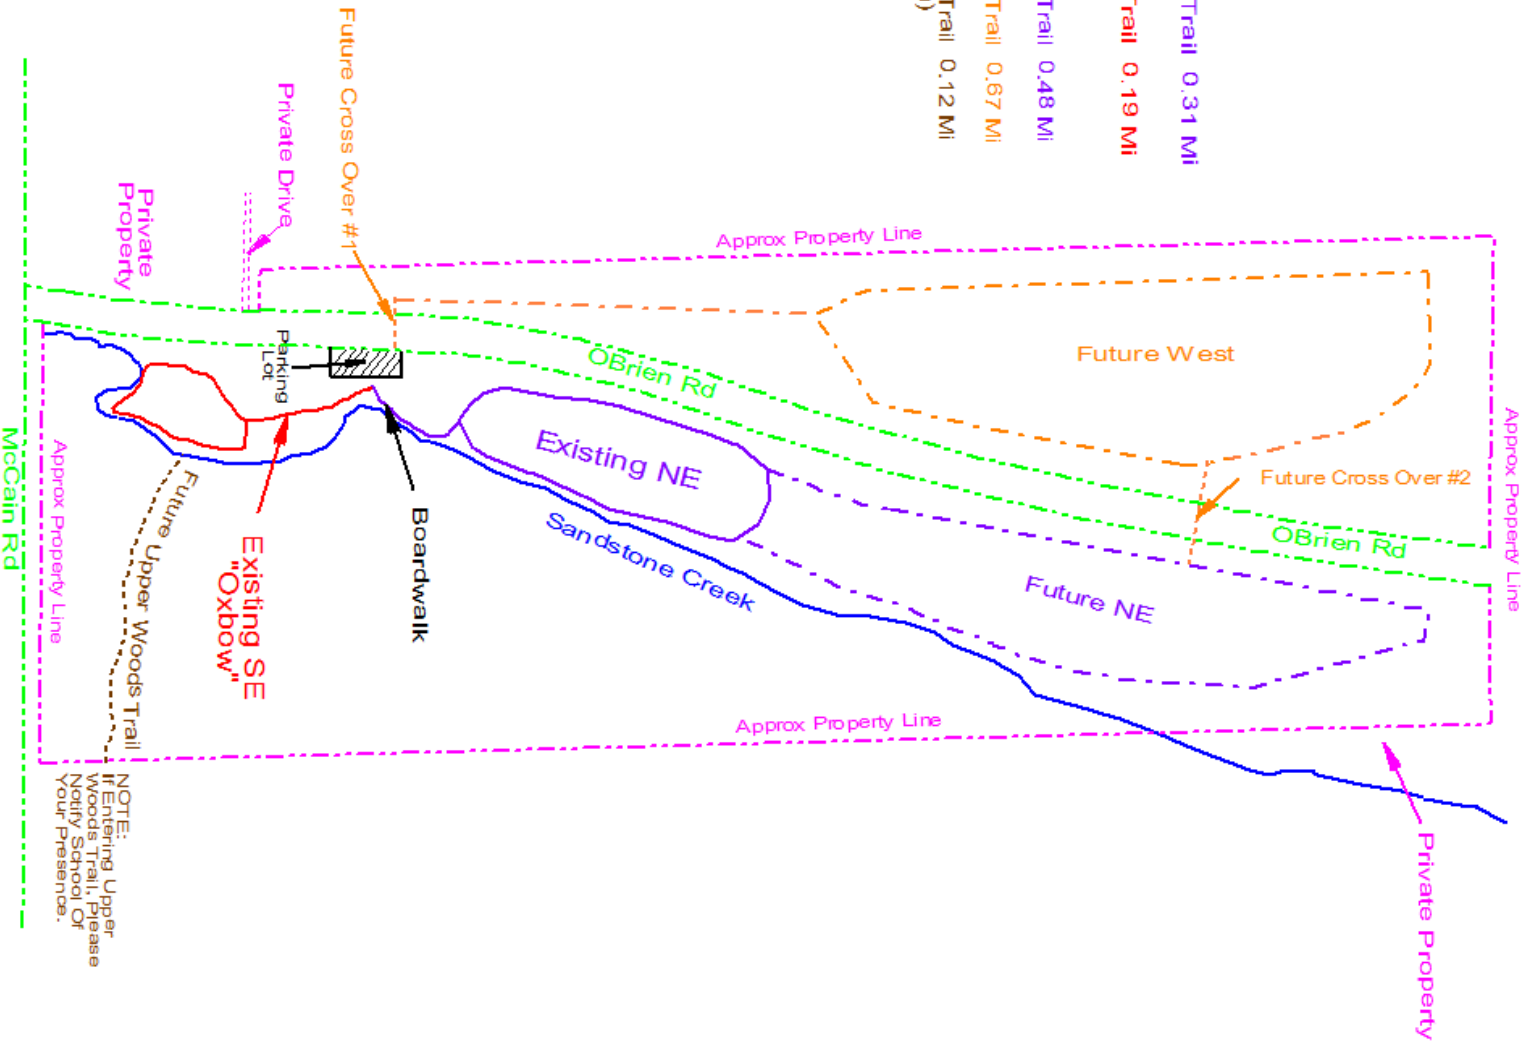 Trail 0.31 Mi
Trail 0.19 Mi
Trail 0.48 Mi
Trail 0.67 Mi
Trail 0.12 Mi
)
Future Cross Over #1
Private Drive
Private
Property
Approx Property Line
Future West
OBrien Rd
Parking
Lot
Existing NE
Future Cross Over #2
OBrien Rd
Approx Property Line
McCain Rd
Approx Property Line
Future Upper Woods Trail
Existing SE
"Oxbow"
Boardwalk
Sandstone Creek
Future NE
Approx Property Line
Private Property
NOTE:
If Entering Upper
Woods Trail, Please
Notify School Of
Your Presence.